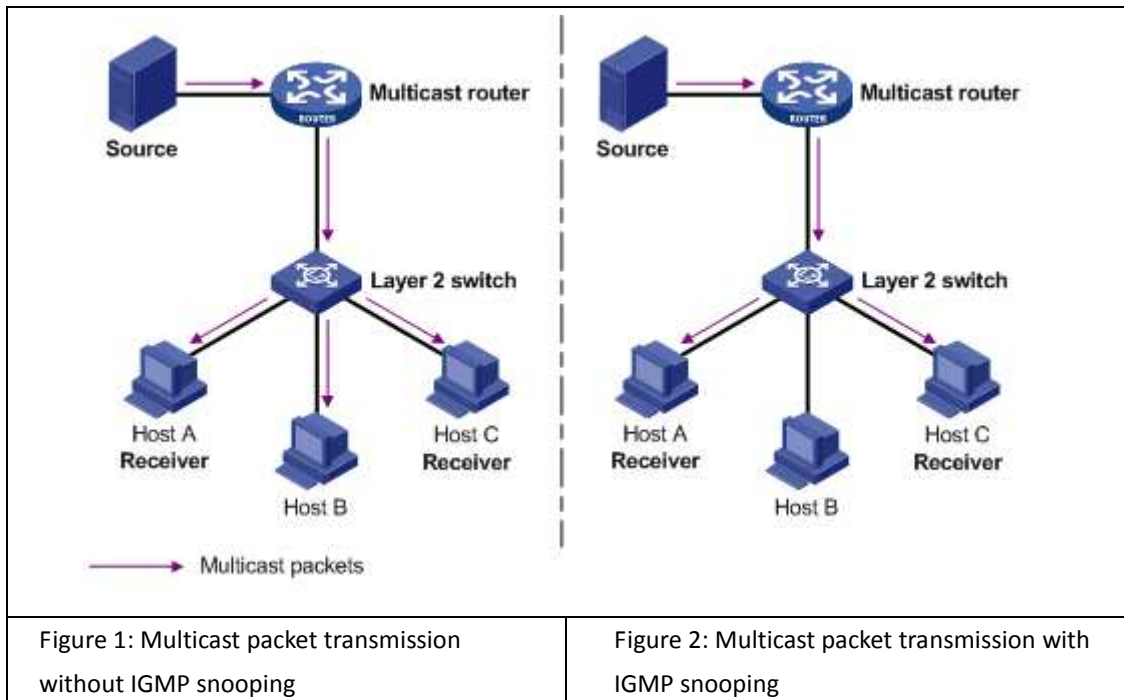 Multicast router
ROUTER
Source
Layer 2 switch
Host A
Receiver
Host C
Receiver
Host B
Multicast packets
Multicast router
ROUTER
Source
Layer 2 switch
Host A
Receiver
Host C
Receiver
Host B
Figure 1: Multicast packet transmission
without IGMP snooping
Figure 2: Multicast packet transmission with
IGMP snooping